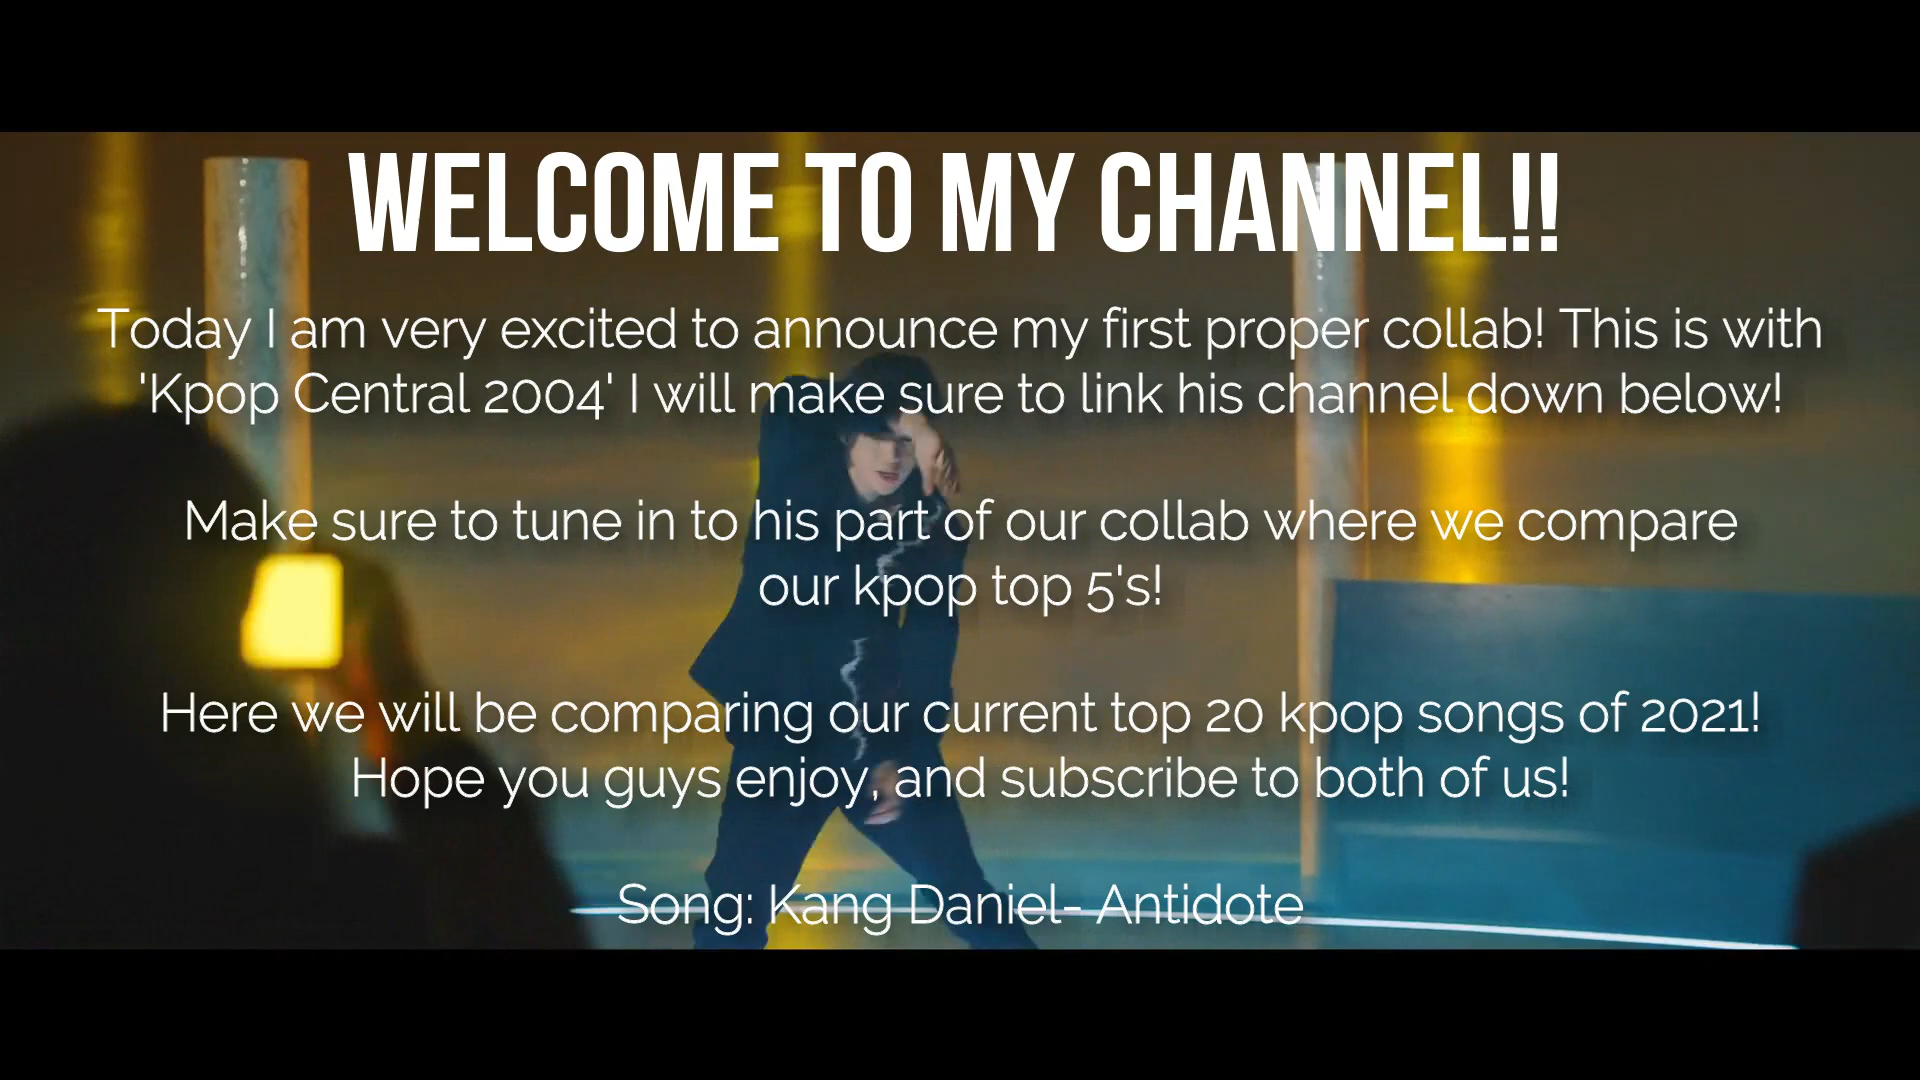 WELCOME TO MY CHANNEL!!
Today I am very excited to announce my first proper collab! This is with
'Kpop Central 2004' I will make sure to link his channel down below!
Make sure to tune in to his part of our collab where we compare
our kpop top 5's!
Here we will be comparing our current top 20 kpop songs of 2021!
Hope you guys enjoy, and subscribe to both of us!
Song: Kang Daniel- Antidote